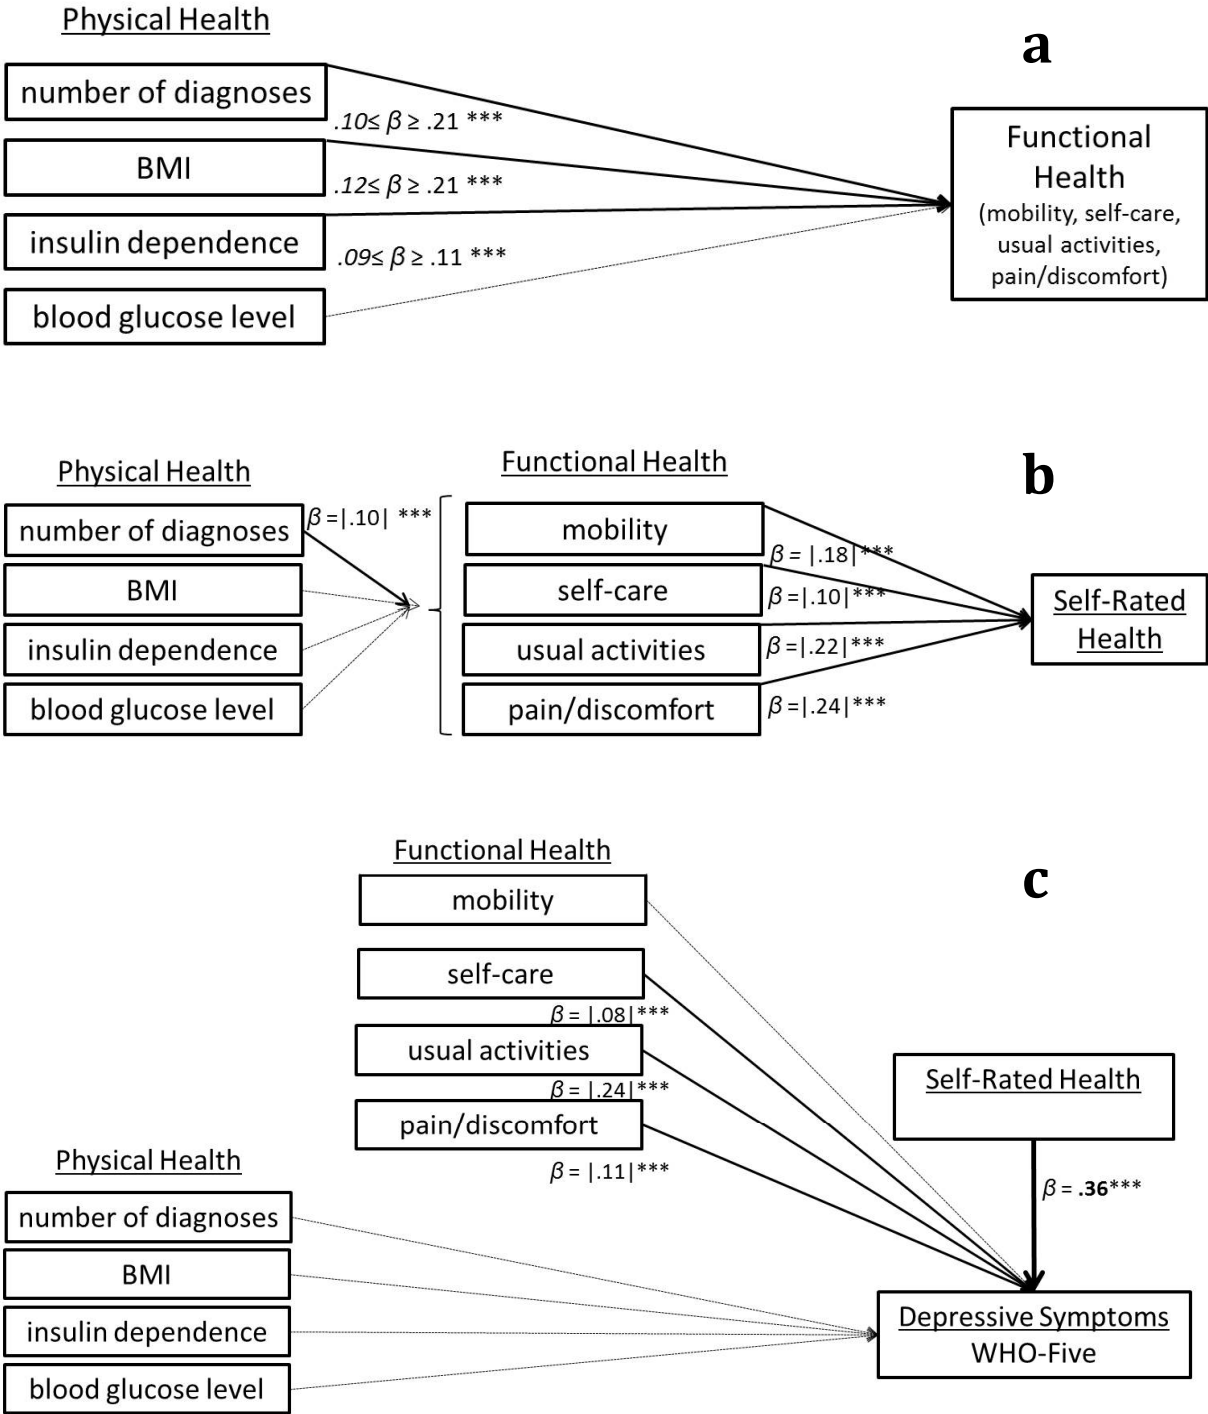 Physical Health
a
number of diagnoses
.10≤ β ≥ .21 ***
BMI
.12≤ β ≥ .21 ***
insulin dependence
.09≤ β ≥ .11 ***
blood glucose level
Functional
Health
(mobility, self-care,
usual activities,
pain/discomfort)
b
Physical Health
number of diagnoses
β =|.10| ***
BMI
insulin dependence
blood glucose level
Functional Health
mobility
β = |.18|***
self-care
β =|.10|***
usual activities
β =|.22|***
pain/discomfort
β =|.24|***
Self-Rated
Health
c
Functional Health
mobility
self-care
β = |.08|***
usual activities
β = |.24|***
pain/discomfort
β = |.11|***
Self-Rated Health
β = .36***
Physical Health
number of diagnoses
BMI
insulin dependence
blood glucose level
Depressive Symptoms
WHO-Five